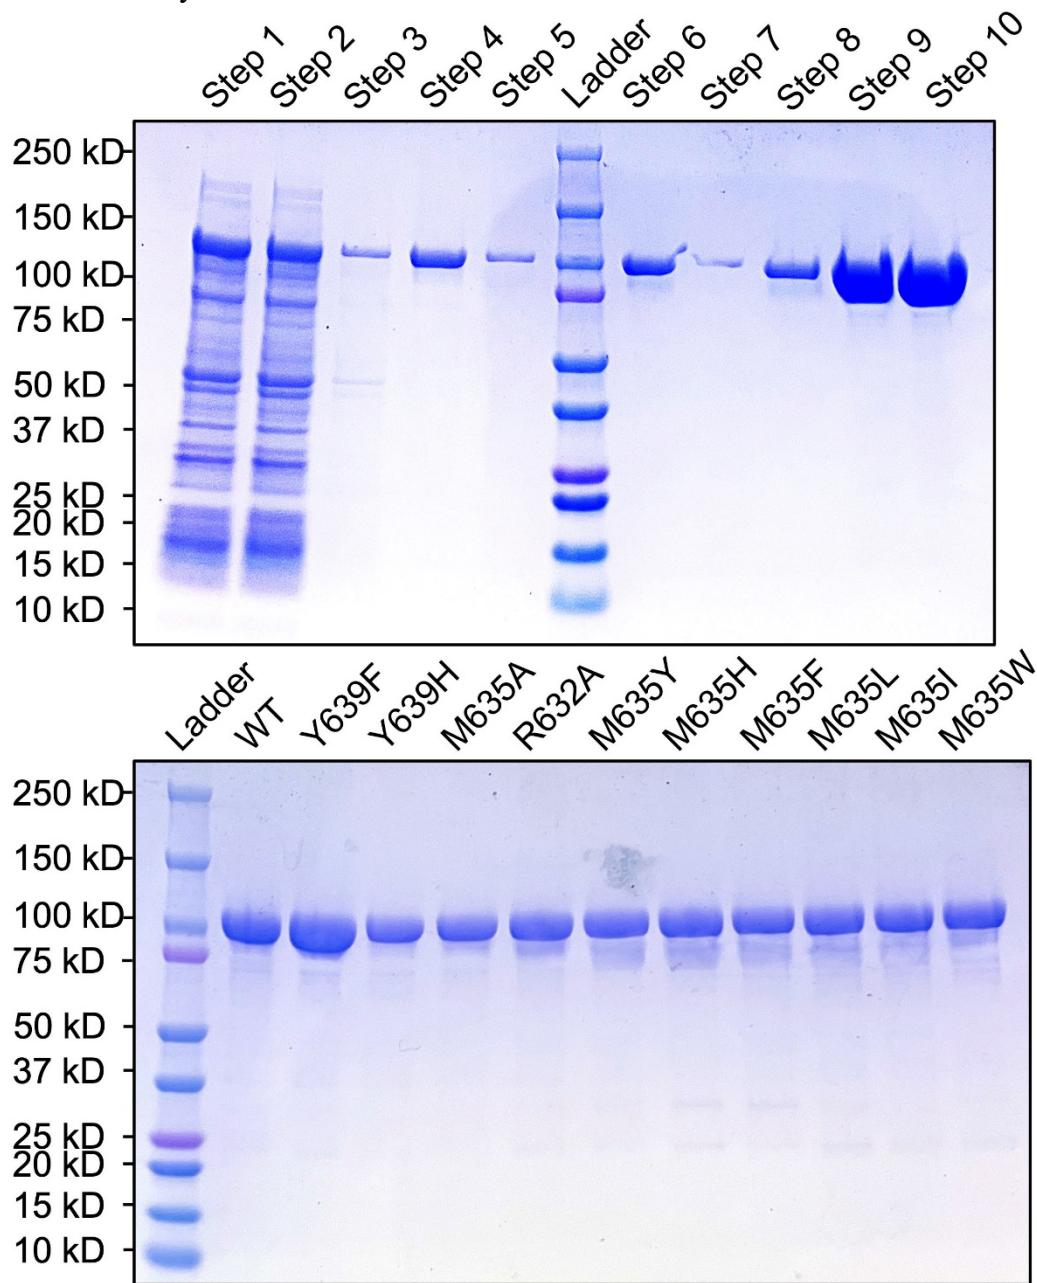 Step 1 Step 2 Step 3 Step 4 Step 5 Ladder Step 6 Step 7 Step 8 Step 9 Step 10
250 kD
150 kD
100 kD
75 kD
50 kD
37 kD
25 kD
20 kD
15 kD
10 kD
Ladder WT Y639F Y639H M635A R632A M635Y M635H M635F M635L M635I M635W
250 kD
150 kD
100 kD
75 kD
50 kD
37 kD
25 kD
20 kD
15 kD
10 kD